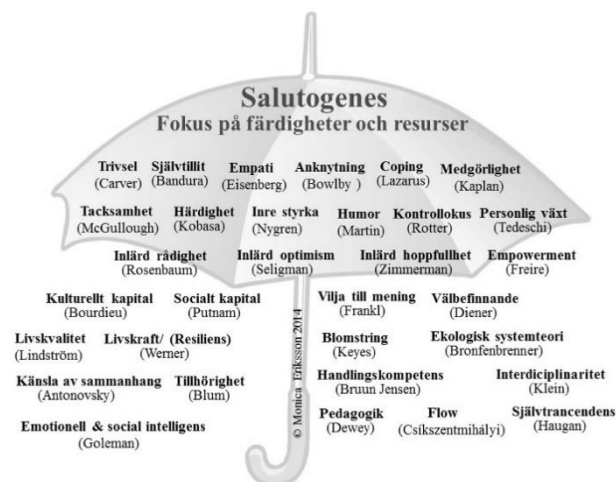 Salutogenes
Fokus på färdigheter och resurser
Trivsel Självtillit Empati Anknytning Coping Medgörlighet
(Carver) (Bandura) (Eisenberg) (Bowlby ) (Lazarus) (Kaplan)
Tacksamhet Härdighet Inre styrka Humor Kontrollokus Personlig växt
(McGullough) (Kobasa) (Nygren) (Martin) (Rotter) (Tedeschi)
Inlärd rådighet Inlärd optimism Inlärd hoppfullhet Empowerment
(Rosenbaum) (Seligman) (Zimmerman) (Freire)
Kulturellt kapital Socialt kapital Vilja till mening Välbefinnande
(Bourdieu) (Putnam) (Frankl) (Diener)
Livskvalitet Livskraft/ (Resiliens) Blomstring Ekologisk systemteori
(Lindström) (Werner) (Keyes) (Bronfenbrenner)
Känsla av sammanhang Tillhörighet Handlingskompetens Interdiciplinaritet
(Antonovsky) (Blum) (Bruun Jensen) (Klein)
Emotionell & social intelligens Pedagogik Flow Självtrancendens
(Goleman) (Dewey) (Csíkszentmihályi) (Haugan)
© Monica Eriksson 2014